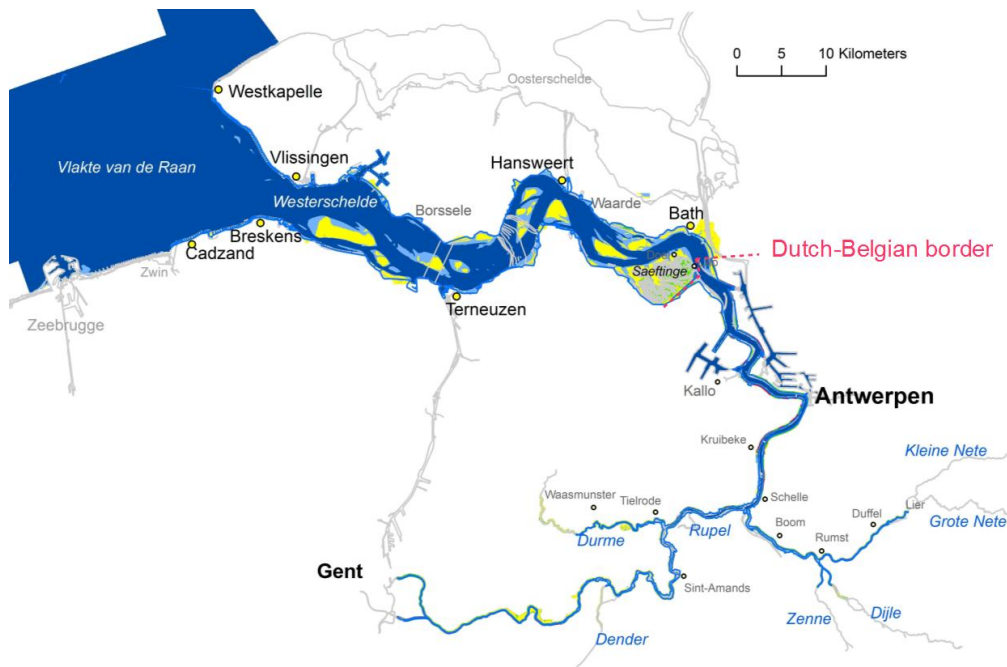 0 5 10 Kilometers
Oosterschelde
Westkapelle
Vlissingen
Hansweert
Vlakte van de Raan
Westerschelde
Borssele
Waarde
Bath
Breskens
Cadzand
Zwin
Saeftinge
Dutch-Belgian border
Terneuzen
Zeebrugge
Kallo
Antwerpen
Kruibeke
Kleine Nete
Waasmunster
Tielrode
Schelle
Duffel
Lier
Grote Nete
Durme
Rupel
Boom
Rumst
Gent
Sint-Amands
Zenne
Dijle
Dender